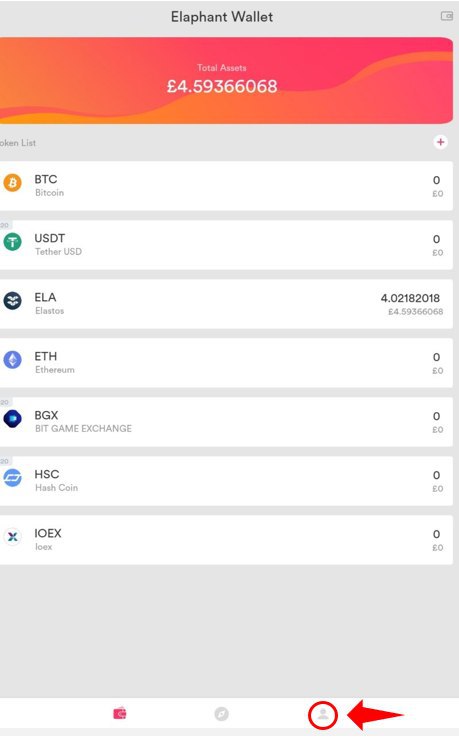 Elaphant Wallet
Total Assets
£4.59366068
oken List
+
BTC
0
Bitcoin
£0
20
USDT
0
Tether USD
£0
ELA
4.02182018
Elastos
£4.59366068
ETH
0
Ethereum
£0
20
BGX
0
BIT GAME EXCHANGE
£0
20
HSC
0
Hash Coin
£0
IOEX
0
Ioex
£0